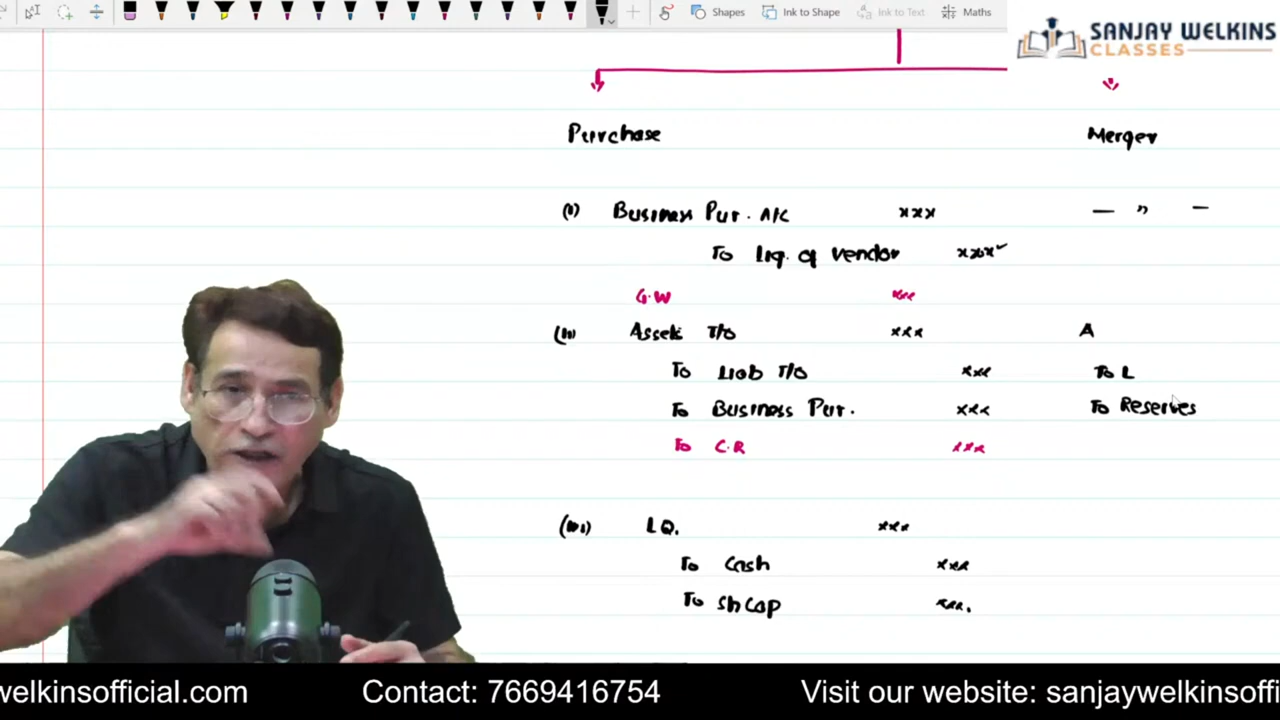 Shapes Ink to Shape Ink to Text Maths
SANJAY WELKINS
CLASSES
Purchase Merger
(i) Business Pur. A/c xxx — " —
To Liq. of vendor xxx
G.W xxx
(ii) Assets T/o xxx A
To Liab T/o xxx To L
To Business Pur. xxx To Reserves
To C.R xxx
(iii) LQ. xxx
To Cash xxx
To Sh Cap xxx.
welkinsofficial.com Contact: 7669416754 Visit our website: sanjaywelkinsoffi